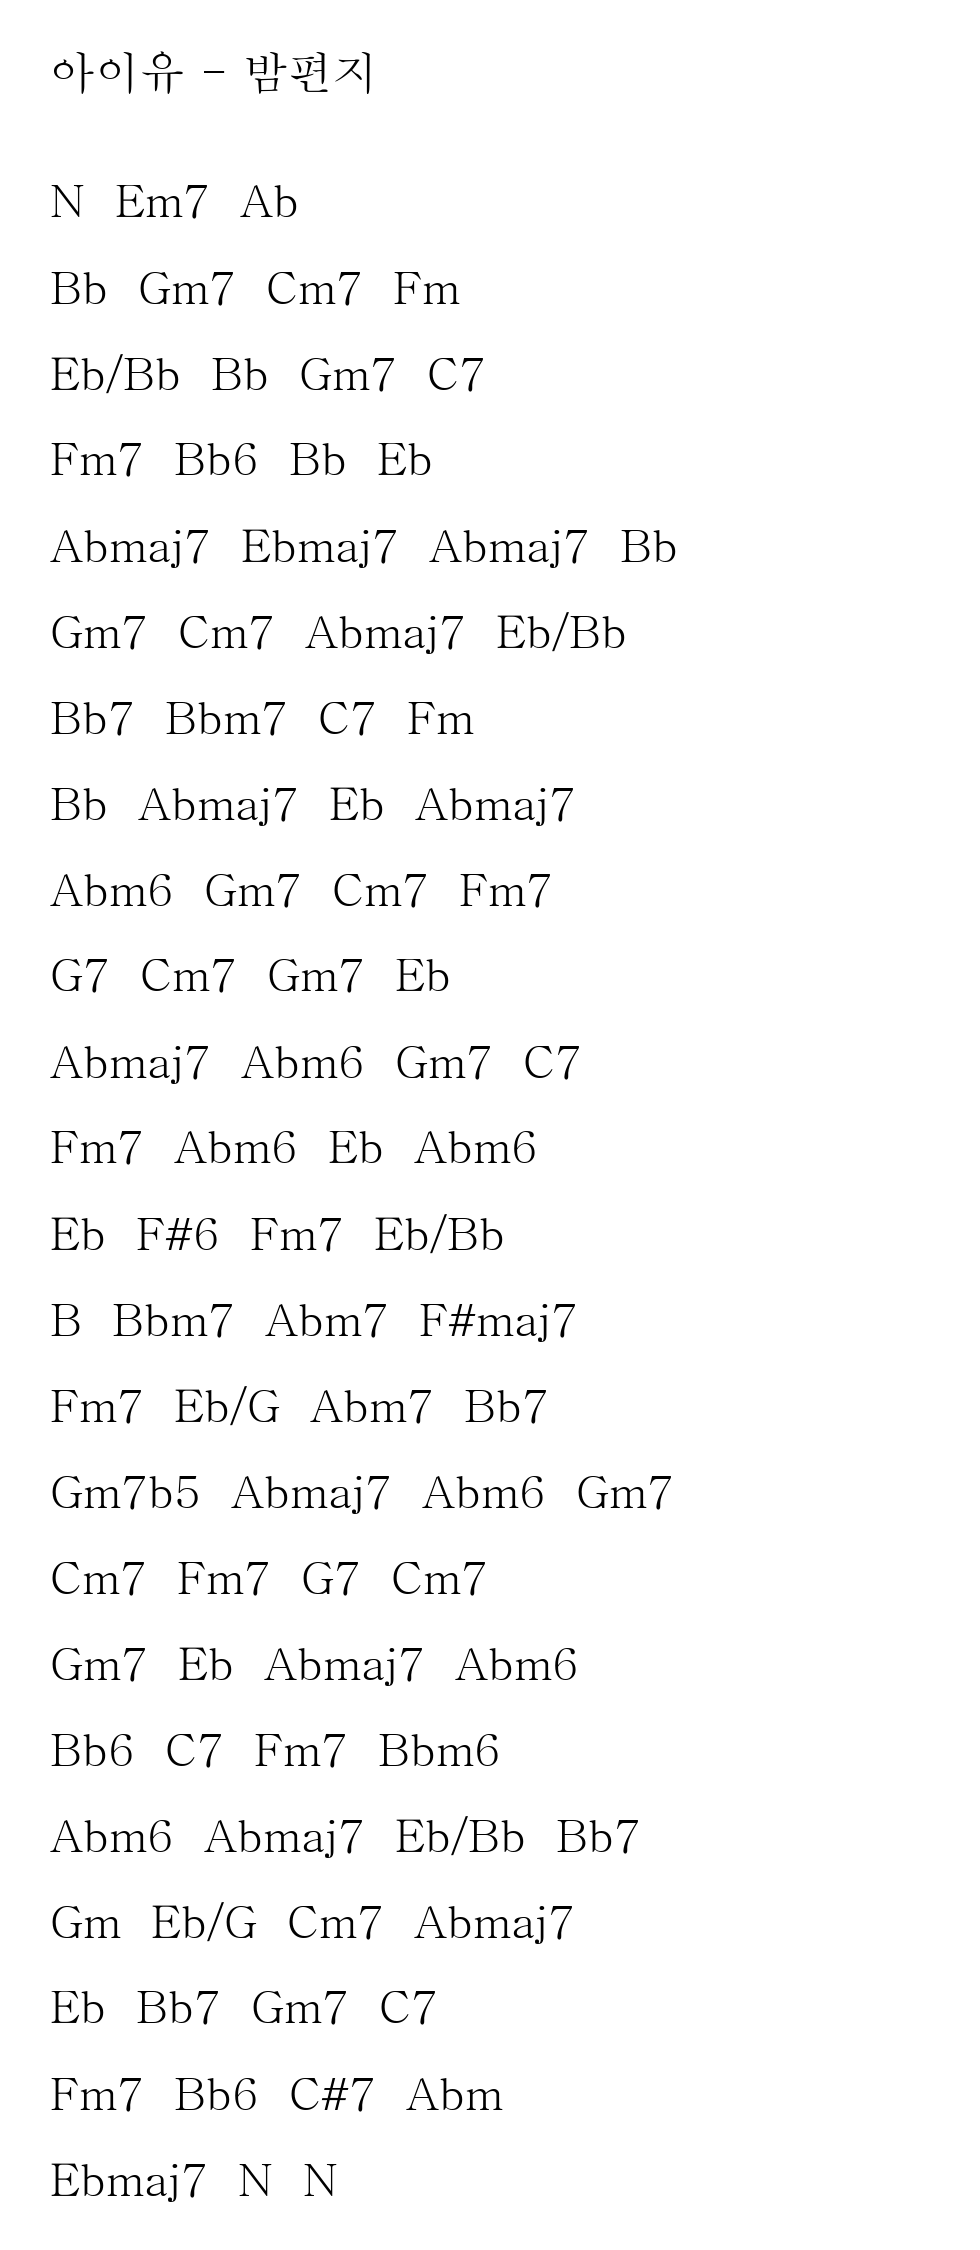 아이유 - 밤편지
N Em7 Ab
Bb Gm7 Cm7 Fm
Eb/Bb Bb Gm7 C7
Fm7 Bb6 Bb Eb
Abmaj7 Ebmaj7 Abmaj7 Bb
Gm7 Cm7 Abmaj7 Eb/Bb
Bb7 Bbm7 C7 Fm
Bb Abmaj7 Eb Abmaj7
Abm6 Gm7 Cm7 Fm7
G7 Cm7 Gm7 Eb
Abmaj7 Abm6 Gm7 C7
Fm7 Abm6 Eb Abm6
Eb F#6 Fm7 Eb/Bb
B Bbm7 Abm7 F#maj7
Fm7 Eb/G Abm7 Bb7
Gm7b5 Abmaj7 Abm6 Gm7
Cm7 Fm7 G7 Cm7
Gm7 Eb Abmaj7 Abm6
Bb6 C7 Fm7 Bbm6
Abm6 Abmaj7 Eb/Bb Bb7
Gm Eb/G Cm7 Abmaj7
Eb Bb7 Gm7 C7
Fm7 Bb6 C#7 Abm
Ebmaj7 N N